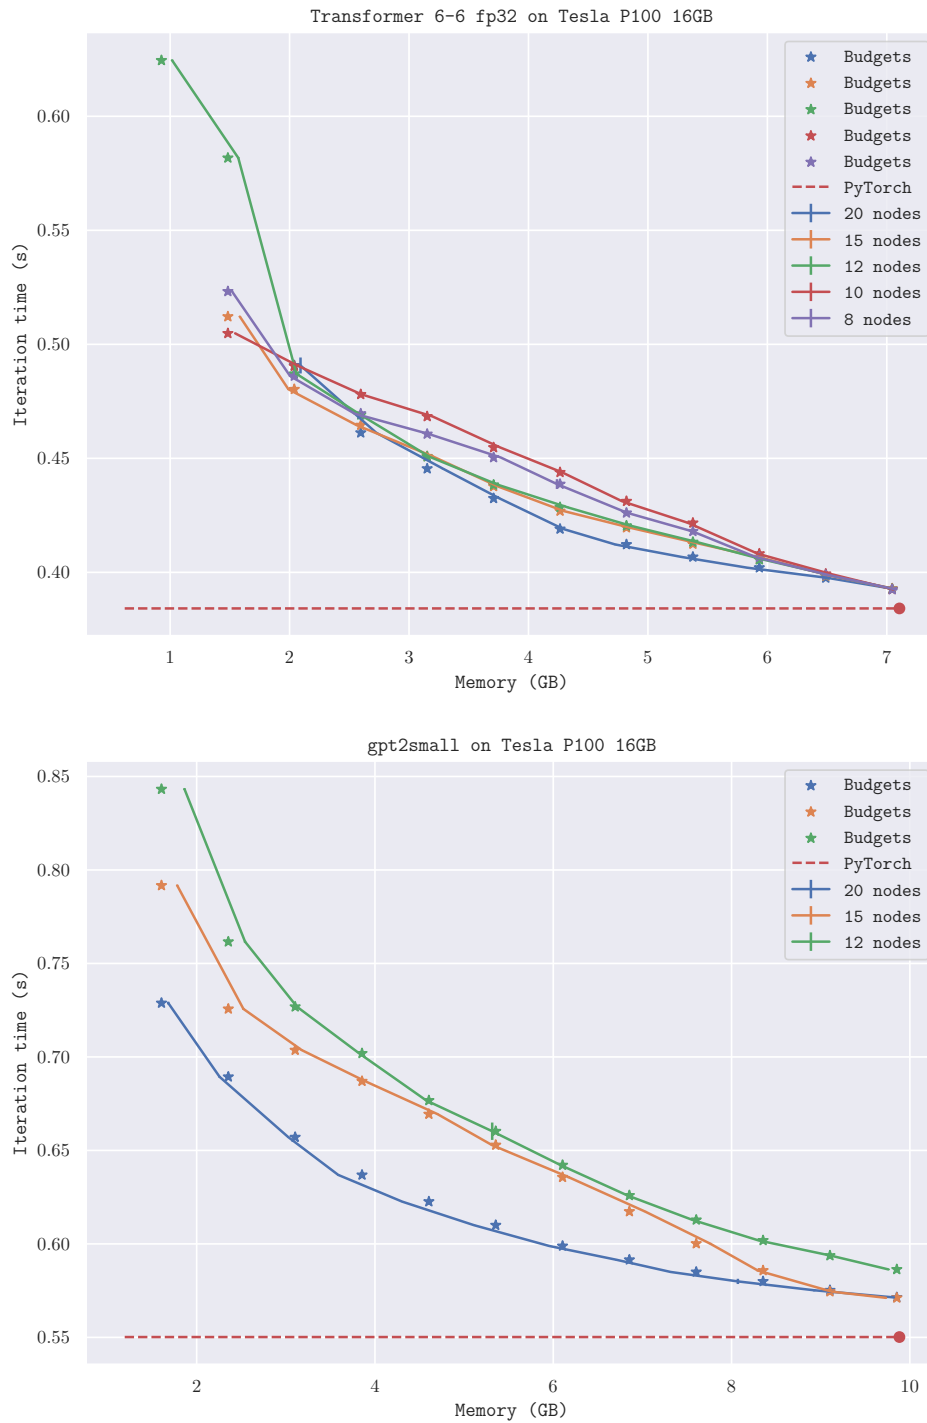 Transformer 6-6 fp32 on Tesla P100 16GB
Iteration time (s)
0.60
0.55
0.50
0.45
0.40
Budgets
Budgets
Budgets
Budgets
Budgets
PyTorch
20 nodes
15 nodes
12 nodes
10 nodes
8 nodes
1 2 3 4 5 6 7
Memory (GB)
gpt2small on Tesla P100 16GB
Iteration time (s)
0.85
0.80
0.75
0.70
0.65
0.60
0.55
Budgets
Budgets
Budgets
PyTorch
20 nodes
15 nodes
12 nodes
2 4 6 8 10
Memory (GB)